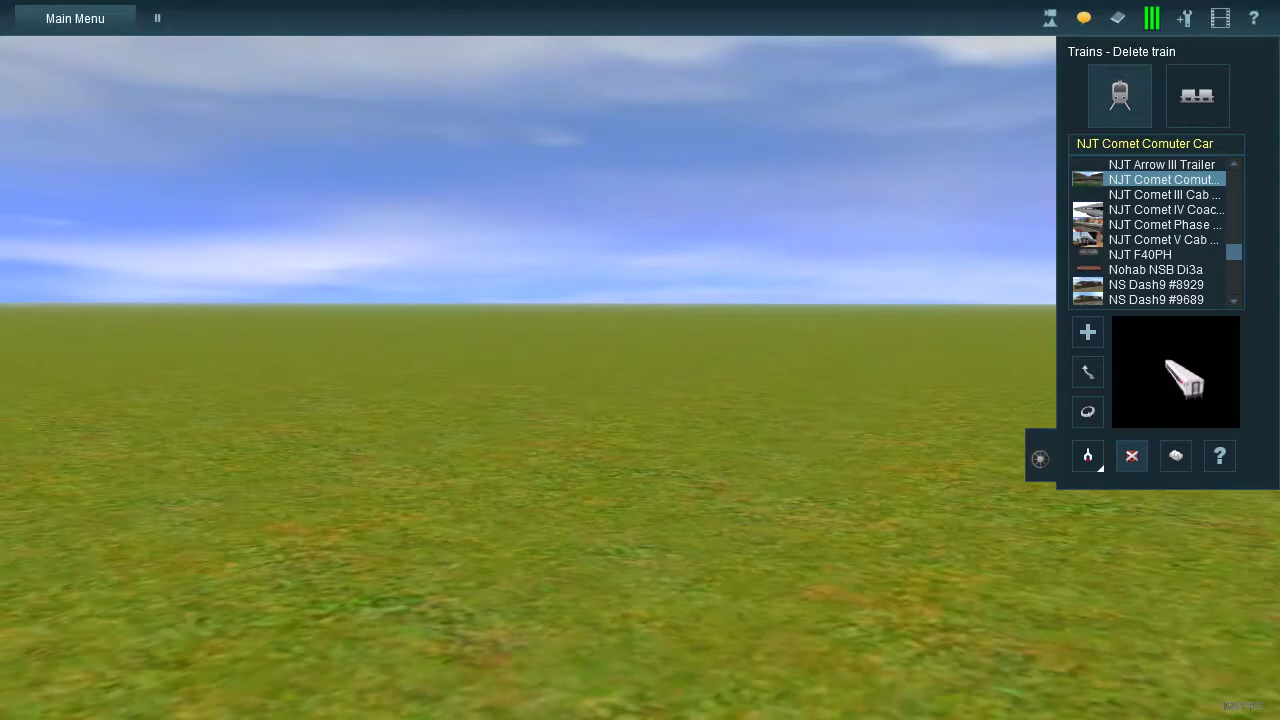 Main Menu
Trains - Delete train
NJT Comet Comuter Car
NJT Arrow III Trailer
NJT Comet Comut...
NJT Comet III Cab ...
NJT Comet IV Coac...
NJT Comet Phase ...
NJT Comet V Cab ...
NJT F40PH
Nohab NSB Di3a
NS Dash9 #8929
NS Dash9 #9689
?
?